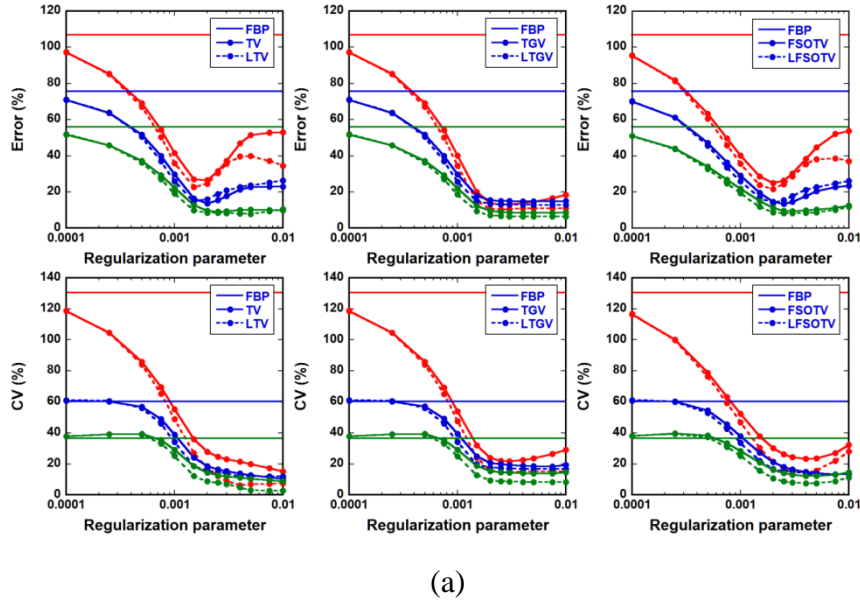 120
100
80
60
40
20
0
Error (%)
FBP
TV
LTV
0.0001
0.001
0.01
Regularization parameter
120
100
80
60
40
20
0
Error (%)
FBP
TGV
LTGV
0.0001
0.001
0.01
Regularization parameter
120
100
80
60
40
20
0
Error (%)
FBP
FSOTV
LFSOTV
0.0001
0.001
0.01
Regularization parameter
140
120
100
80
60
40
20
0
CV (%)
FBP
TV
LTV
0.0001
0.001
0.01
Regularization parameter
140
120
100
80
60
40
20
0
CV (%)
FBP
TGV
LTGV
0.0001
0.001
0.01
Regularization parameter
140
120
100
80
60
40
20
0
CV (%)
FBP
FSOTV
LFSOTV
0.0001
0.001
0.01
Regularization parameter
(a)